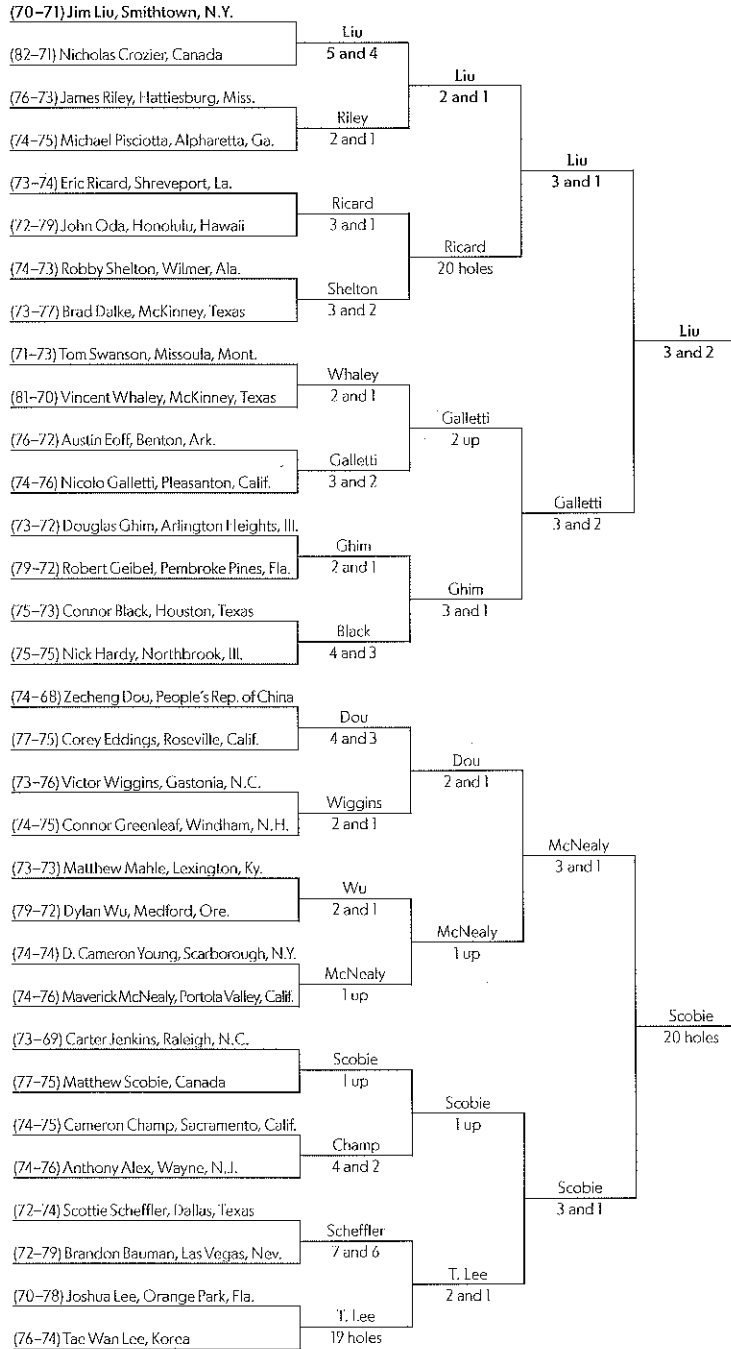 (70–71) Jim Liu, Smithtown, N.Y.
(82–71) Nicholas Crozier, Canada
(76–73) James Riley, Hattiesburg, Miss.
(74–75) Michael Pisciotta, Alpharetta, Ga.
(73–74) Eric Ricard, Shreveport, La.
(72–79) John Oda, Honolulu, Hawaii
(74–73) Robby Shelton, Wilmer, Ala.
(73–77) Brad Dalke, McKinney, Texas
(71–73) Tom Swanson, Missoula, Mont.
(81–70) Vincent Whaley, McKinney, Texas
(76–72) Austin Eoff, Benton, Ark.
(74–76) Nicolo Galletti, Pleasanton, Calif.
(73–72) Douglas Ghim, Arlington Heights, Ill.
(79–72) Robert Geibel, Pembroke Pines, Fla.
(75–73) Connor Black, Houston, Texas
(75–75) Nick Hardy, Northbrook, Ill.
(74–68) Zecheng Dou, People's Rep. of China
(77–75) Corey Eddings, Roseville, Calif.
(73–76) Victor Wiggins, Gastonia, N.C.
(74–75) Connor Greenleaf, Windham, N.H.
(73–73) Matthew Mahle, Lexington, Ky.
(79–72) Dylan Wu, Medford, Ore.
(74–74) D. Cameron Young, Scarborough, N.Y.
(74–76) Maverick McNealy, Portola Valley, Calif.
(73–69) Carter Jenkins, Raleigh, N.C.
(77–75) Matthew Scobie, Canada
(74–75) Cameron Champ, Sacramento, Calif.
(74–76) Anthony Alex, Wayne, N.J.
(72–74) Scottie Scheffler, Dallas, Texas
(72–79) Brandon Bauman, Las Vegas, Nev.
(70–78) Joshua Lee, Orange Park, Fla.
(76–74) Tae Wan Lee, Korea
Liu
5 and 4
Riley
2 and 1
Ricard
3 and 1
Shelton
3 and 2
Whaley
2 and 1
Galletti
3 and 2
Ghim
2 and 1
Black
4 and 3
Dou
4 and 3
Wiggins
2 and 1
Wu
2 and 1
McNealy
1 up
Scobie
1 up
Champ
4 and 2
Scheffler
7 and 6
T. Lee
19 holes
Liu
2 and 1
Ricard
20 holes
Galletti
2 up
Ghim
3 and 1
Dou
2 and 1
McNealy
1 up
Scobie
1 up
T. Lee
2 and 1
Liu
3 and 1
Galletti
3 and 2
McNealy
3 and 1
Scobie
3 and 1
Liu
3 and 2
Scobie
20 holes